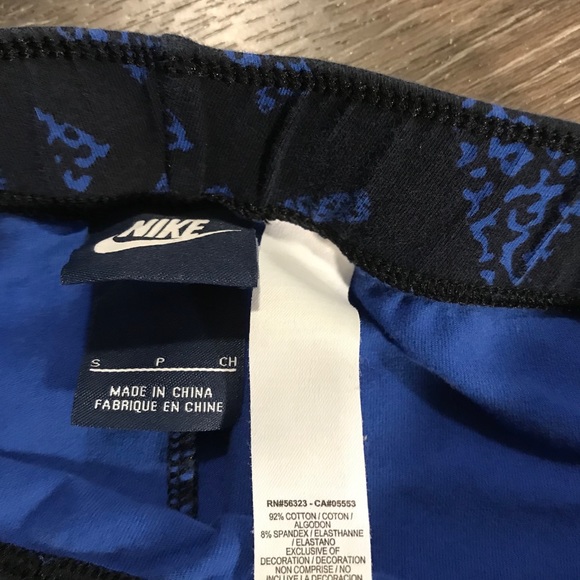 NIKE
S P CH
MADE IN CHINA
FABRIQUE EN CHINE
RN#56323 - CA#05553
92% COTTON / COTON /
ALGODON
8% SPANDEX / ELASTHANNE
/ ELASTANO
EXCLUSIVE OF
DECORATION / DECORATION
NON COMPRISE / NO
INCLUYE LA DECORACION